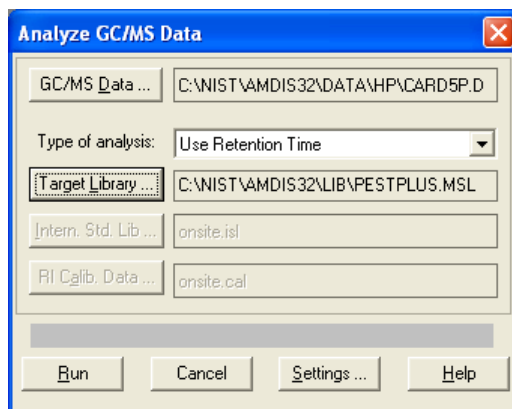 Analyze GC/MS Data
GC/MS Data ... C:\NIST\AMDIS32\DATA\HP\CARD5P.D
Type of analysis: Use Retention Time
Target Library ... C:\NIST\AMDIS32\LIB\PESTPLUS.MSL
Intern. Std. Lib ... onsite.isl
RI Calib. Data ... onsite.cal
Run Cancel Settings ... Help